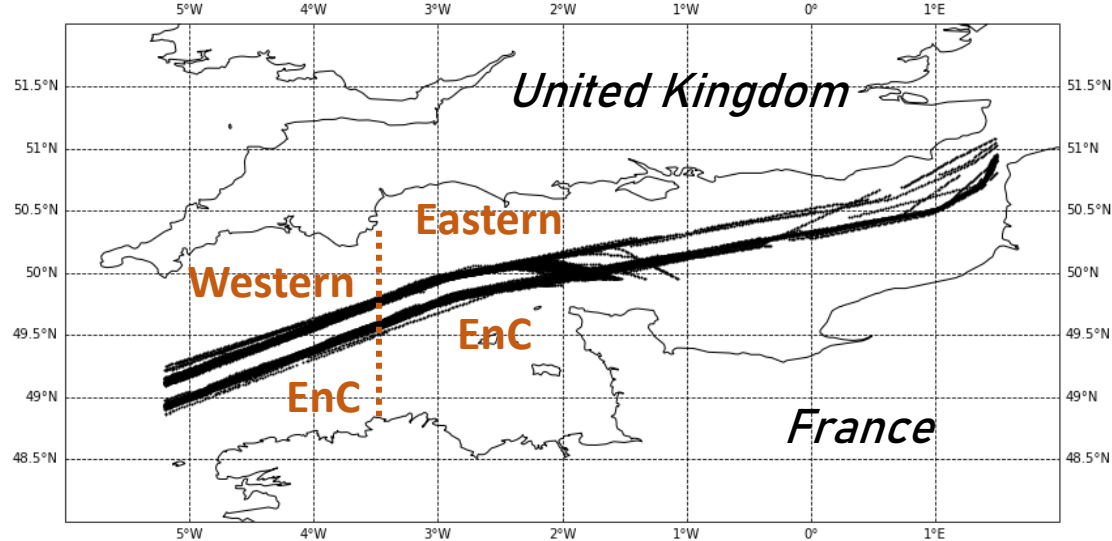 5°W 4°W 3°W 2°W 1°W 0° 1°E
51.5°N United Kingdom 51.5°N
51°N 51°N
50.5°N Eastern 50.5°N
50°N Western 50°N
49.5°N EnC 49.5°N
49°N EnC 49°N
48.5°N France 48.5°N
5°W 4°W 3°W 2°W 1°W 0° 1°E